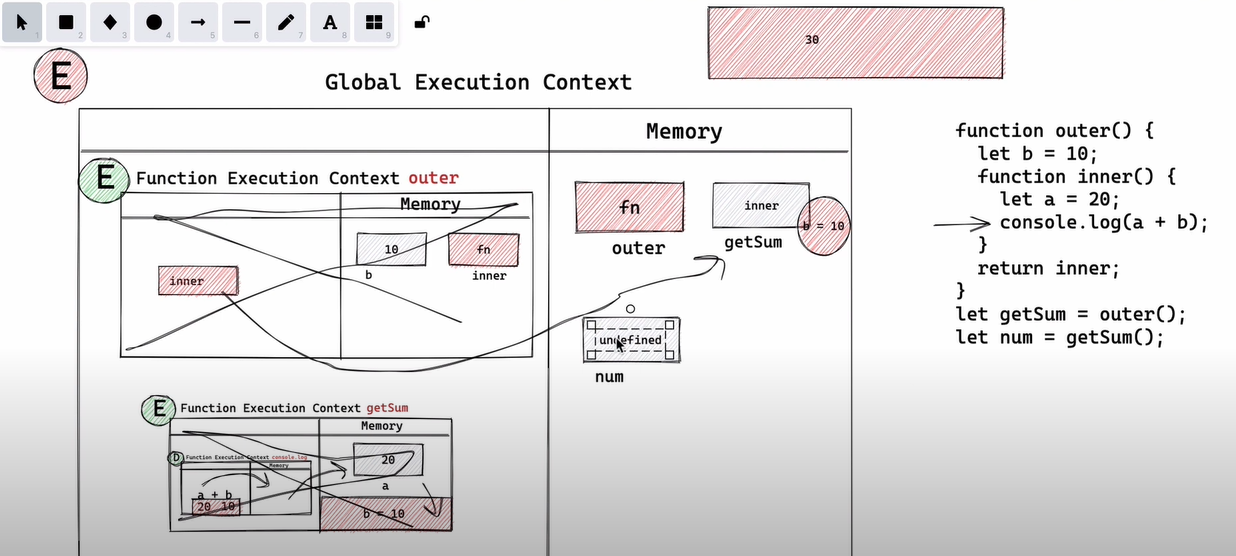 1
2
3
4
5
6
7
A
8
9
30
E
Global Execution Context
Memory
E
Function Execution Context outer
Memory
10
b
fn
inner
inner
fn
outer
inner
getSum
b = 10
undefined
num
E
Function Execution Context getSum
Memory
D
Function Execution Context console.log
Memory
20
a
a + b
20 10
b = 10
function outer() {
let b = 10;
function inner() {
let a = 20;
console.log(a + b);
}
return inner;
}
let getSum = outer();
let num = getSum();